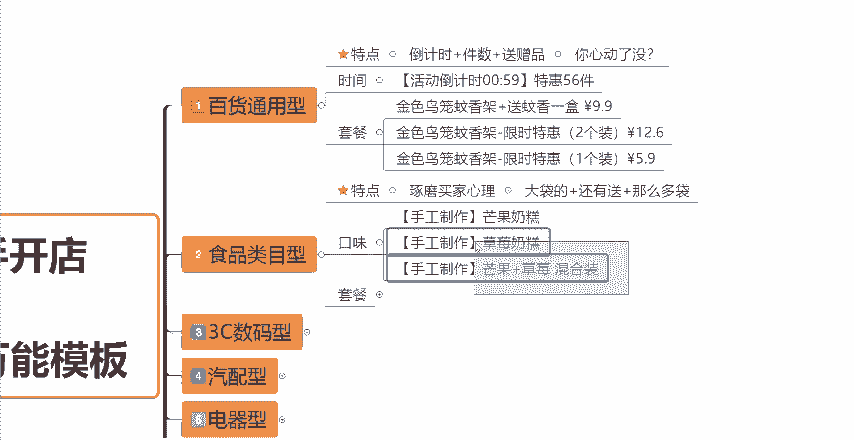 ★特点 倒计时+件数+送赠品 你心动了没?
时间 【活动倒计时00:59】特惠56件
1 百货通用型
金色鸟笼蚊香架+送蚊香一盒 ¥9.9
套餐 金色鸟笼蚊香架-限时特惠（2个装）¥12.6
金色鸟笼蚊香架-限时特惠（1个装）¥5.9
★特点 琢磨买家心理 大袋的+还有送+那么多袋
【手工制作】芒果奶糕
口味 【手工制作】草莓奶糕
2 食品类目型
【手工制作】芒果+草莓 混合装
套餐
开店
3 3C数码型
万能模板
4 汽配型
5 电器型